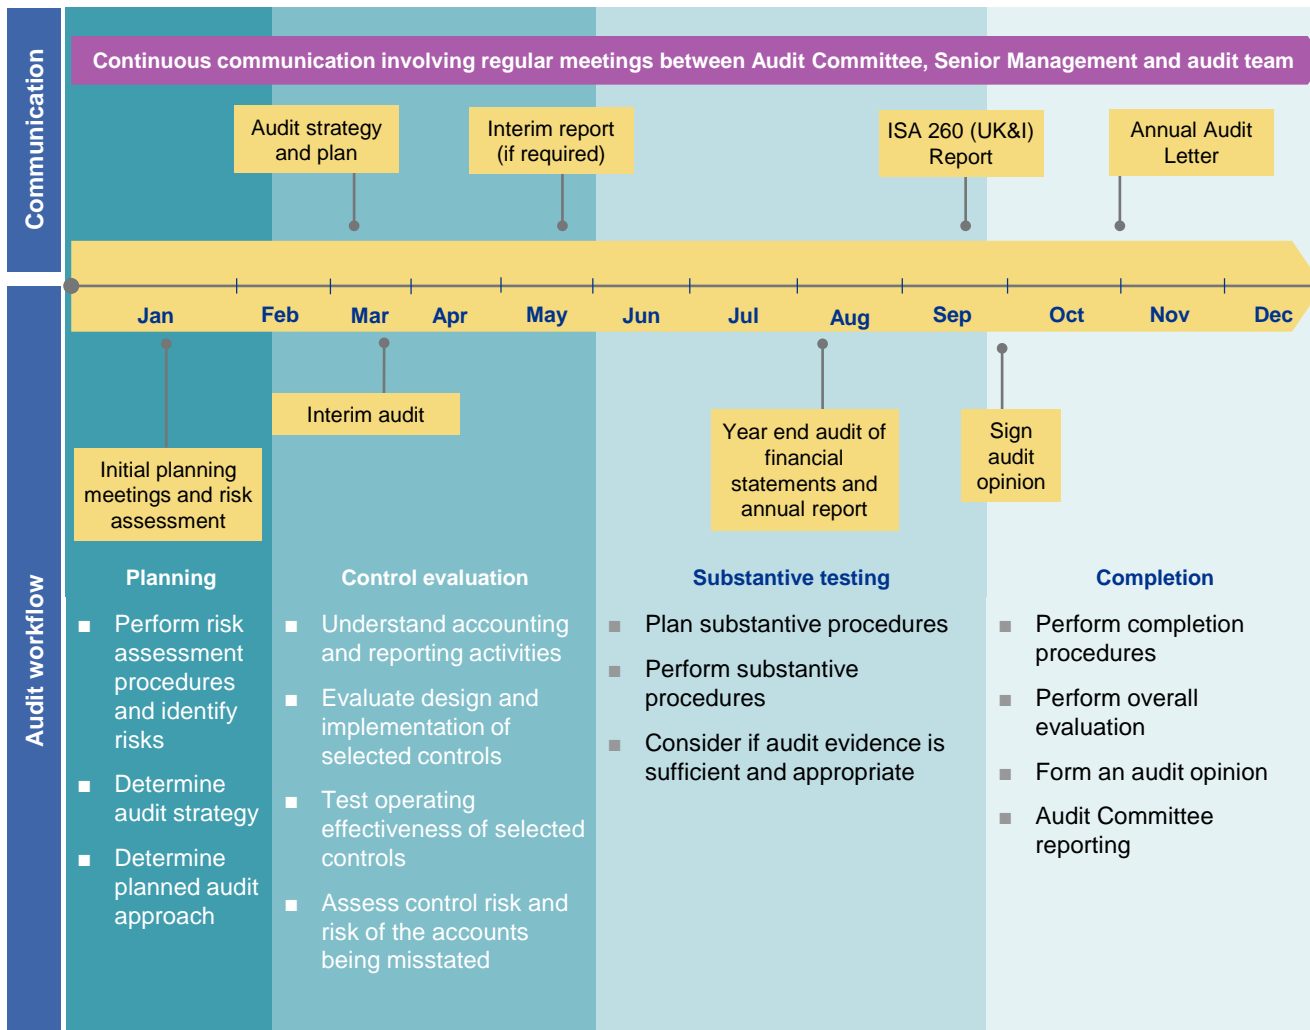 Communication
Continuous communication involving regular meetings between Audit Committee, Senior Management and audit team
Audit strategy
and plan
Interim report
(if required)
ISA 260 (UK&I)
Report
Annual Audit
Letter
Jan
Feb
Mar
Apr
May
Jun
Jul
Aug
Sep
Oct
Nov
Dec
Audit workflow
Initial planning
meetings and risk
assessment
Interim audit
Year end audit of
financial
statements and
annual report
Sign
audit
opinion
Planning
■ Perform risk
assessment
procedures
and identify
risks
■ Determine
audit strategy
■ Determine
planned audit
approach
Control evaluation
■ Understand accounting
and reporting activities
■ Evaluate design and
implementation of
selected controls
■ Test operating
effectiveness of selected
controls
■ Assess control risk and
risk of the accounts
being misstated
Substantive testing
■ Plan substantive procedures
■ Perform substantive
procedures
■ Consider if audit evidence is
sufficient and appropriate
Completion
■ Perform completion
procedures
■ Perform overall
evaluation
■ Form an audit opinion
■ Audit Committee
reporting